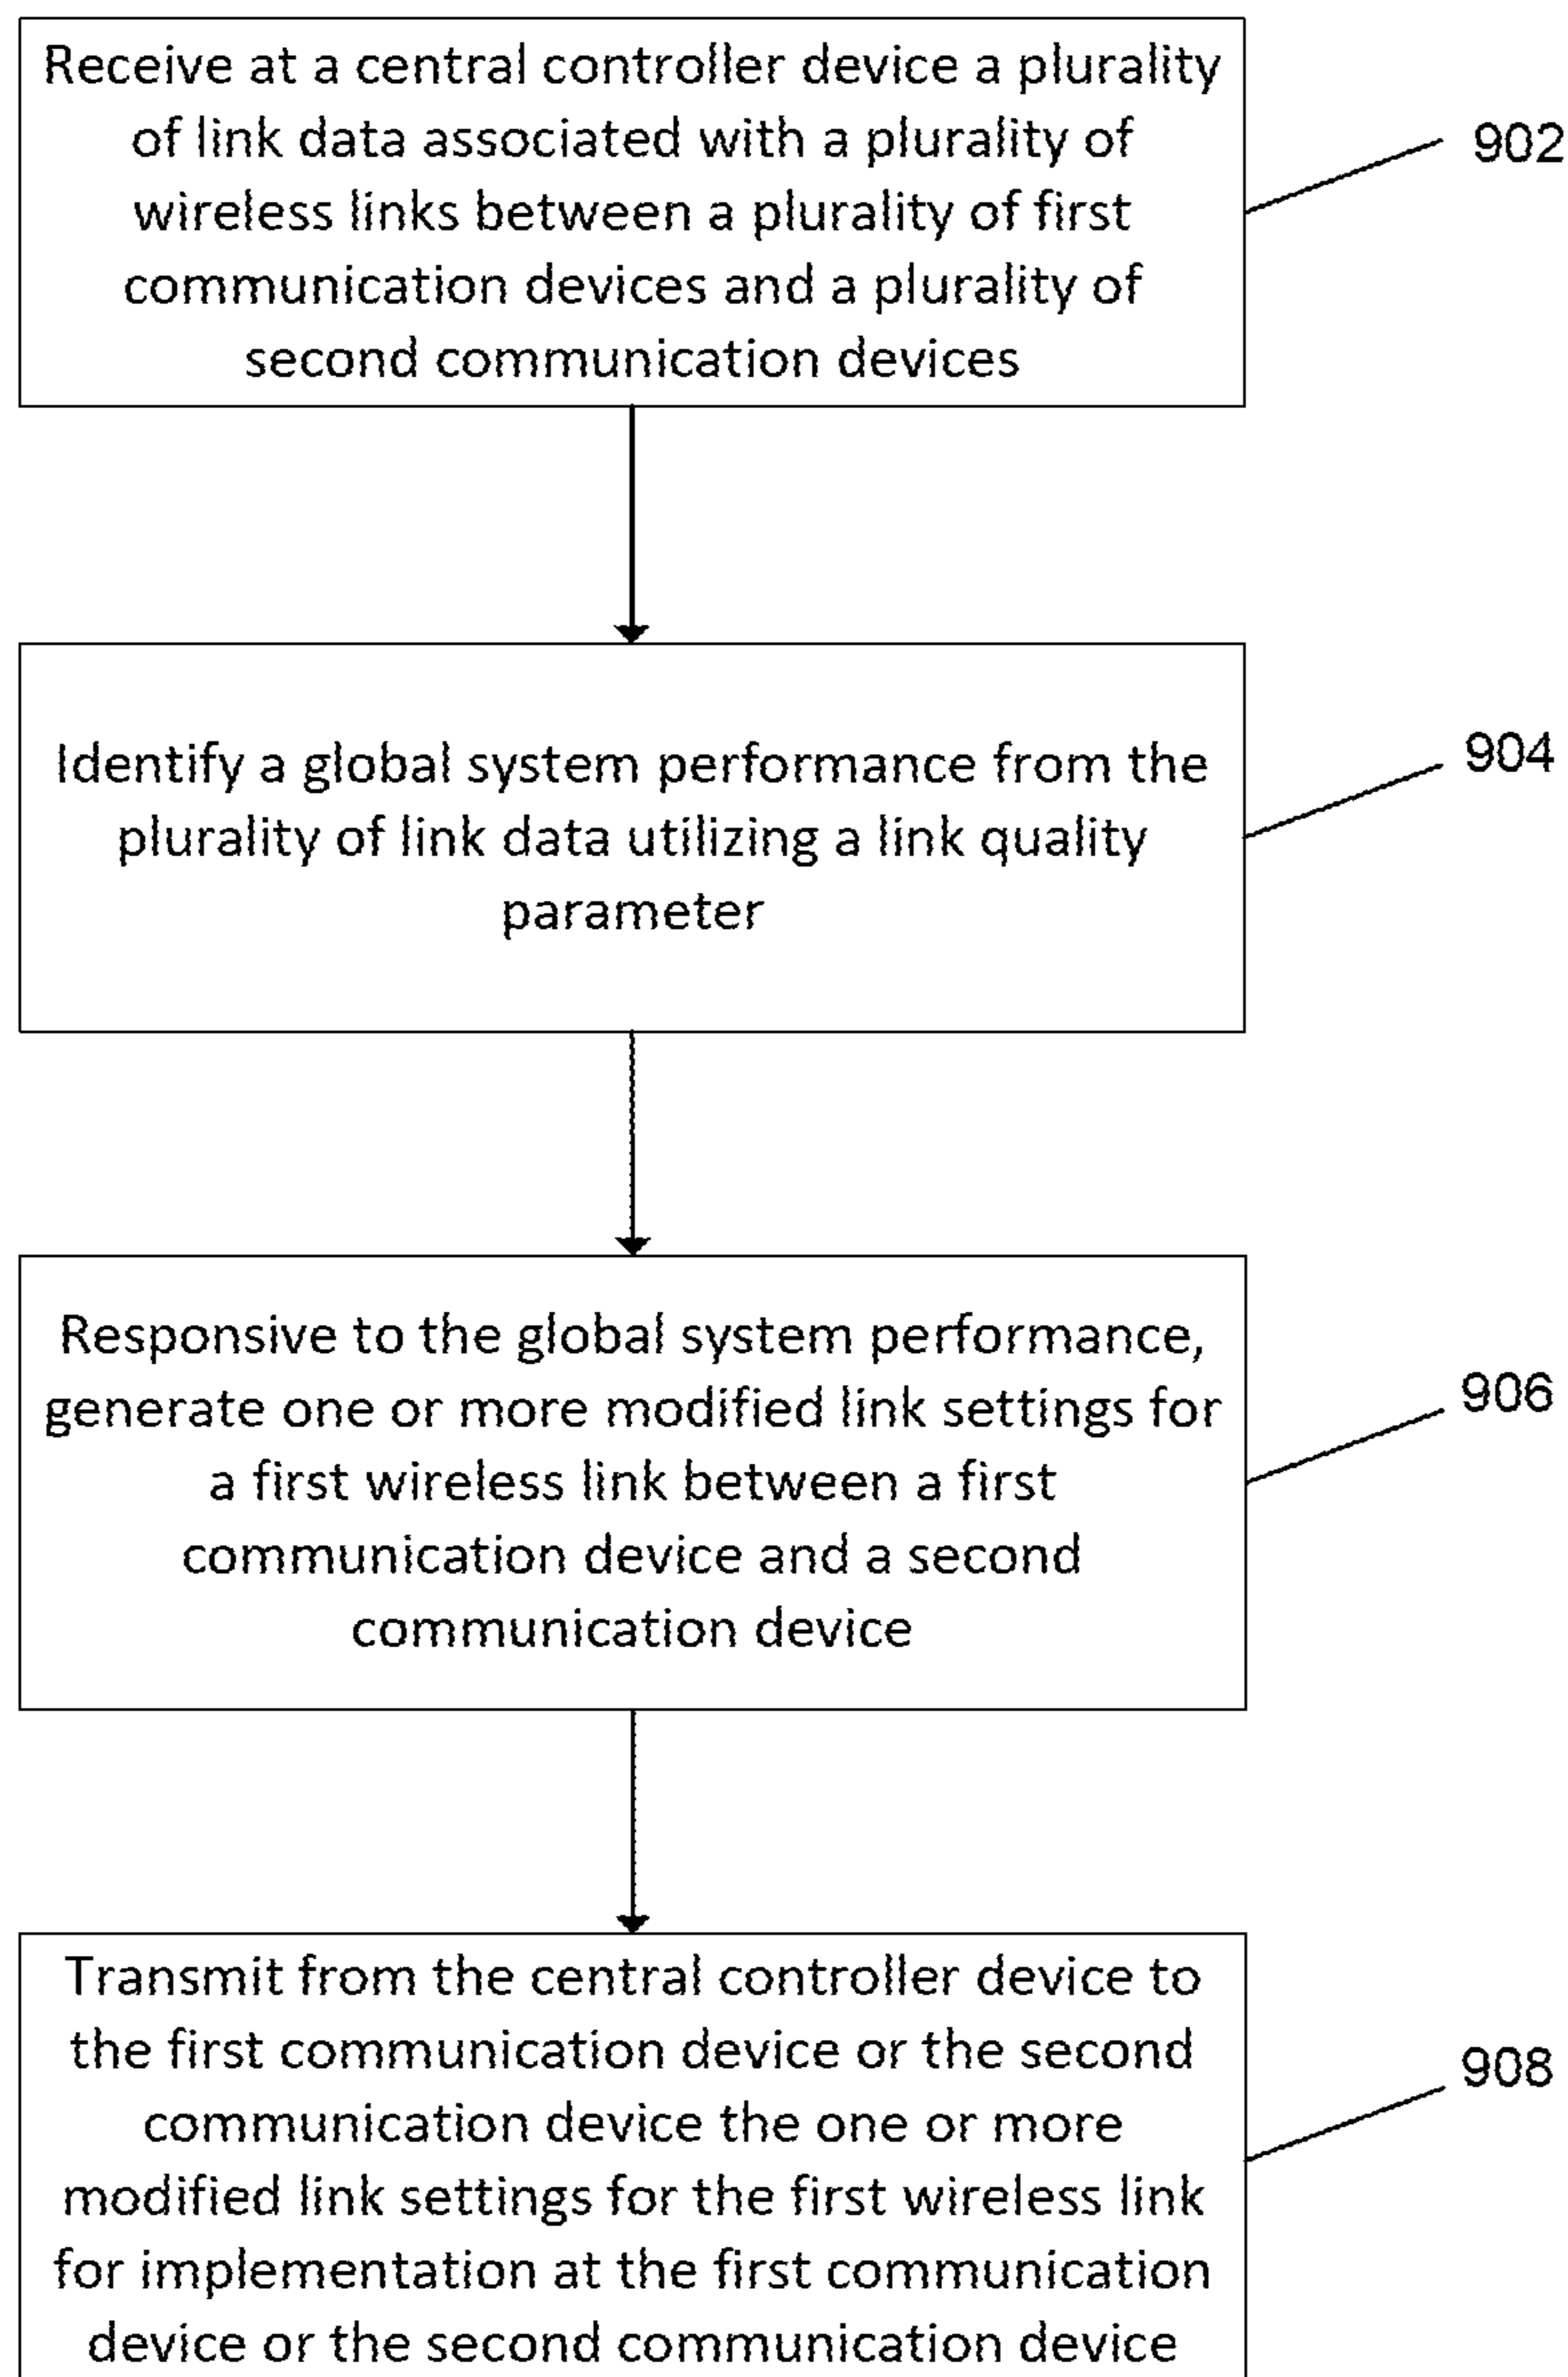 Receive at a central controller device a plurality
of link data associated with a plurality of
wireless links between a plurality of first
communication devices and a plurality of
second communication devices
902
Identify a global system performance from the
plurality of link data utilizing a link quality
parameter
904
Responsive to the global system performance,
generate one or more modified link settings for
a first wireless link between a first
communication device and a second
communication device
906
Transmit from the central controller device to
the first communication device or the second
communication device the one or more
modified link settings for the first wireless link
for implementation at the first communication
device or the second communication device
908